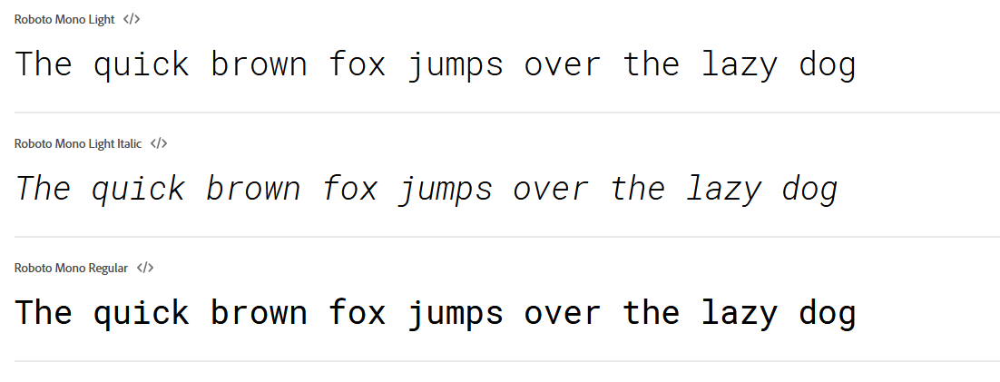 Roboto Mono Light </>
The quick brown fox jumps over the lazy dog
Roboto Mono Light Italic </>
The quick brown fox jumps over the lazy dog
Roboto Mono Regular </>
The quick brown fox jumps over the lazy dog